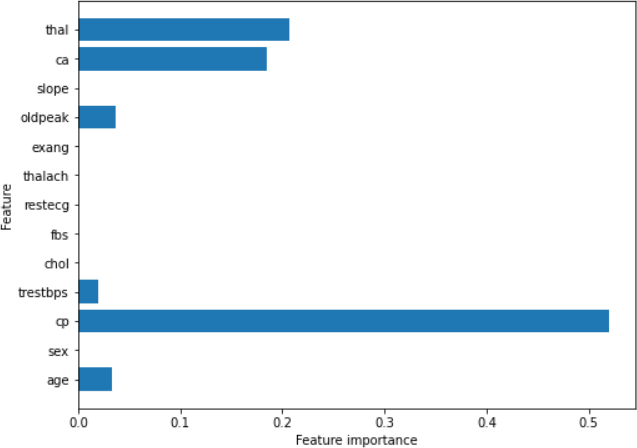 thal
ca
slope
oldpeak
exang
thalach
restecg
fbs
chol
trestbps
cp
sex
age
Feature
0.0 0.1 0.2 0.3 0.4 0.5
Feature importance